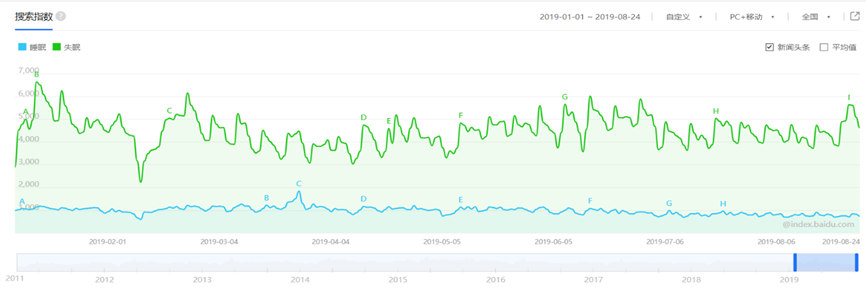 搜索指数 ?
2019-01-01 ~ 2019-08-24 自定义 PC+移动 全国
睡眠 失眠 新闻头条 平均值
7,000
6,000
5,000
4,000
3,000
2,000
1,000
A B C D E F G H I
A B C D E F G H
@index.baidu.com
2019-02-01 2019-03-04 2019-04-04 2019-05-05 2019-06-05 2019-07-06 2019-08-06 2019-08-24
2011 2012 2013 2014 2015 2016 2017 2018 2019